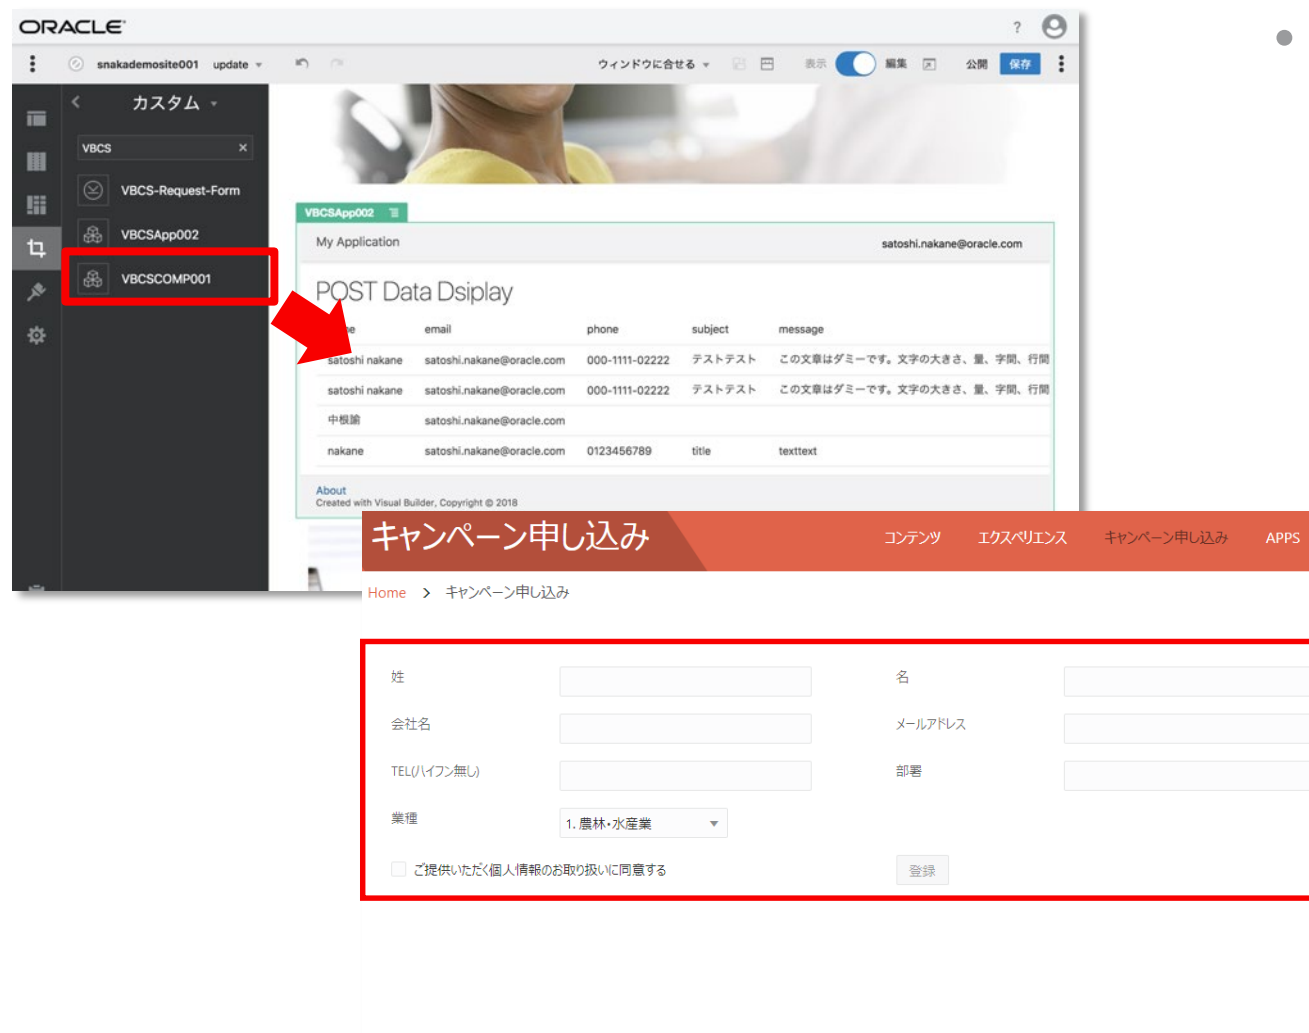 ORACLE
?
snakademosite001 update
ウィンドウに合せる
表示
編集
公開
保存
カスタム
VBCS ×
VBCS-Request-Form
VBCSApp002
VBCSCOMP001
VBCSApp002
My Application
satoshi.nakane@oracle.com
POST Data Dsiplay
email phone subject message
satoshi nakane satoshi.nakane@oracle.com 000-1111-02222 テストテスト この文章はダミーです。文字の大きさ、量、字間、行間
satoshi nakane satoshi.nakane@oracle.com 000-1111-02222 テストテスト この文章はダミーです。文字の大きさ、量、字間、行間
中根諭 satoshi.nakane@oracle.com
nakane satoshi.nakane@oracle.com 0123456789 title texttext
About
Created with Visual Builder, Copyright © 2018
キャンペーン申し込み
コンテンツ エクスペリエンス キャンペーン申し込み APPS
Home > キャンペーン申し込み
姓 名
会社名 メールアドレス
TEL(ハイフン無し) 部署
業種 1. 農林・水産業
ご提供いただく個人情報のお取り扱いに同意する 登録